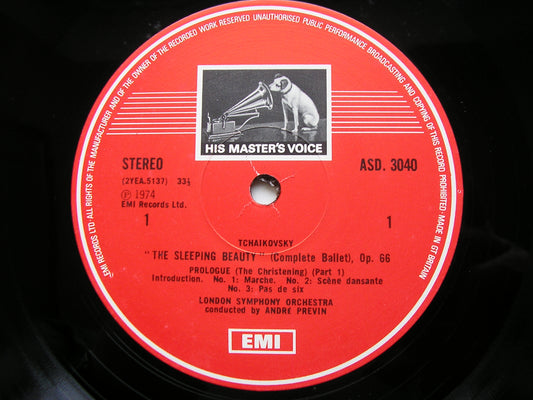 EMI RECORDS LTD ALL RIGHTS OF THE MANUFACTURER AND OF THE OWNER OF THE RECORDED WORK RESERVED UNAUTHORISED PUBLIC PERFORMANCE BROADCASTING AND COPYING OF THIS RECORD PROHIBITED · MADE IN GT BRITAIN
HIS MASTER'S VOICE
STEREO
ASD. 3040
(2YEA.5137) 33⅓
℗ 1974
EMI Records Ltd.
1
1
TCHAIKOVSKY
"THE SLEEPING BEAUTY" (Complete Ballet), Op. 66
PROLOGUE (The Christening) (Part 1)
Introduction. No. 1: Marche. No. 2: Scène dansante
No. 3: Pas de six
LONDON SYMPHONY ORCHESTRA
conducted by ANDRÉ PREVIN
EMI